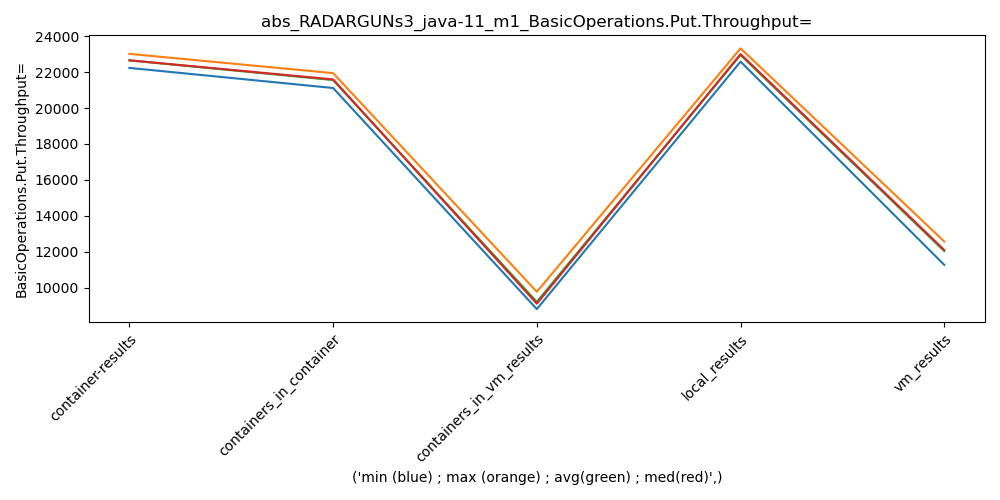 abs_RADARGUNs3_java-11_m1_BasicOperations.Put.Throughput=
BasicOperations.Put.Throughput=
24000
22000
20000
18000
16000
14000
12000
10000
container-results
containers_in_container
containers_in_vm_results
local_results
vm_results
('min (blue) ; max (orange) ; avg(green) ; med(red)',)